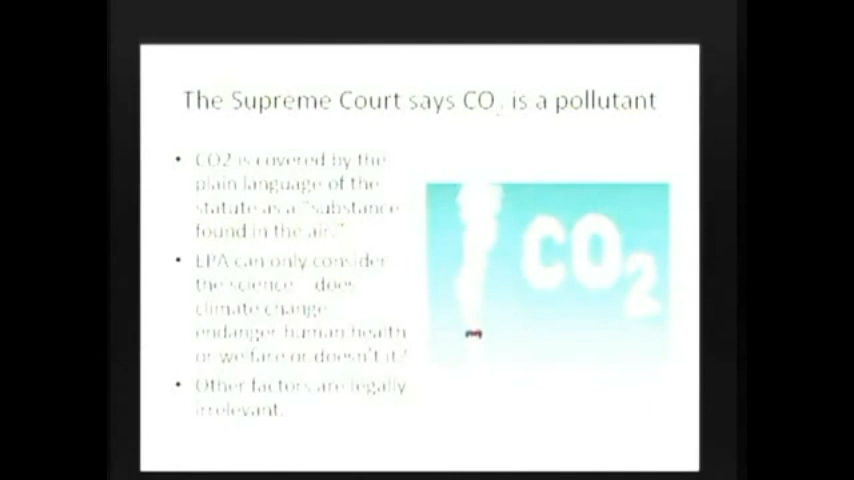 The Supreme Court says CO2 is a pollutant
• CO2 is covered by the
plain language of the
statute as a "substance
found in the air."
• EPA can only consider
the science – does
climate change
endanger human health
or welfare or doesn't it?
• Other factors are legally
irrelevant.
CO2